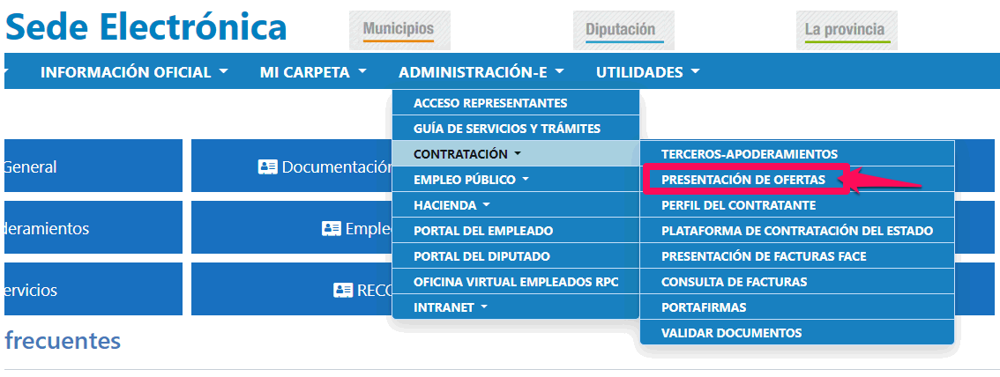 Sede Electrónica
Municipios
Diputación
La provincia
INFORMACIÓN OFICIAL MI CARPETA ADMINISTRACIÓN-E UTILIDADES
ACCESO REPRESENTANTES
GUÍA DE SERVICIOS Y TRÁMITES
CONTRATACIÓN
EMPLEO PÚBLICO
HACIENDA
PORTAL DEL EMPLEADO
PORTAL DEL DIPUTADO
OFICINA VIRTUAL EMPLEADOS RPC
INTRANET
TERCEROS-APODERAMIENTOS
PRESENTACIÓN DE OFERTAS
PERFIL DEL CONTRATANTE
PLATAFORMA DE CONTRATACIÓN DEL ESTADO
PRESENTACIÓN DE FACTURAS FACE
CONSULTA DE FACTURAS
PORTAFIRMAS
VALIDAR DOCUMENTOS
General
Documentación
deramientos
Emple
ervicios
RECO
frecuentes